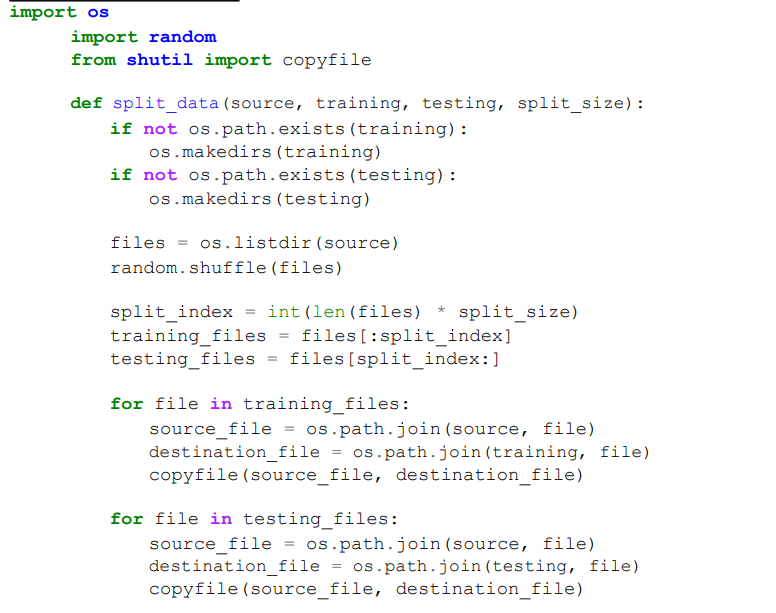 import os
import random
from shutil import copyfile
def split_data(source, training, testing, split_size):
if not os.path.exists(training):
os.makedirs(training)
if not os.path.exists(testing):
os.makedirs(testing)
files = os.listdir(source)
random.shuffle(files)
split_index = int(len(files) * split_size)
training_files = files[:split_index]
testing_files = files[split_index:]
for file in training_files:
source_file = os.path.join(source, file)
destination_file = os.path.join(training, file)
copyfile(source_file, destination_file)
for file in testing_files:
source_file = os.path.join(source, file)
destination_file = os.path.join(testing, file)
copyfile(source_file, destination_file)